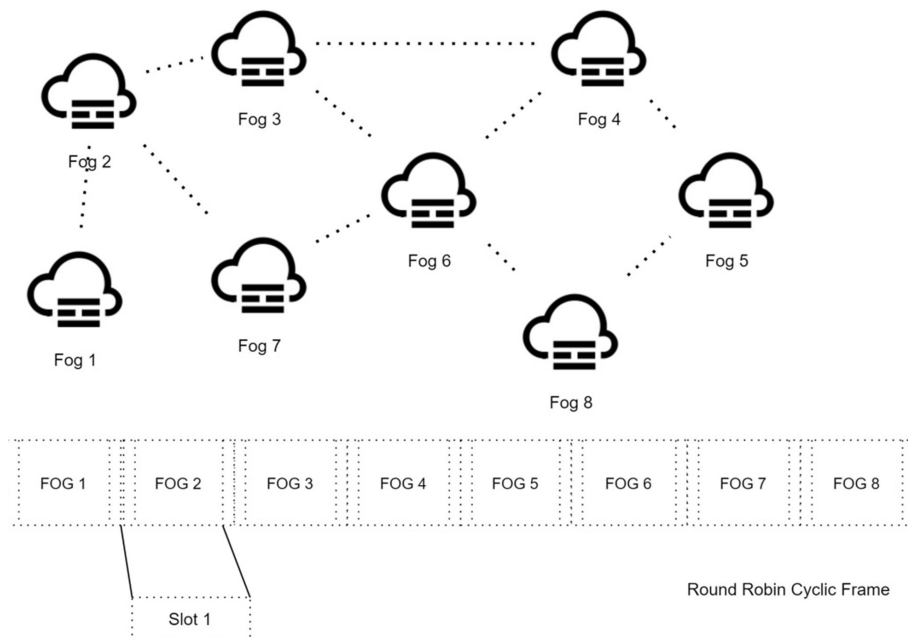 Fog 3
Fog 4
Fog 2
Fog 6
Fog 5
Fog 1
Fog 7
Fog 8
FOG 1
FOG 2
FOG 3
FOG 4
FOG 5
FOG 6
FOG 7
FOG 8
Round Robin Cyclic Frame
Slot 1